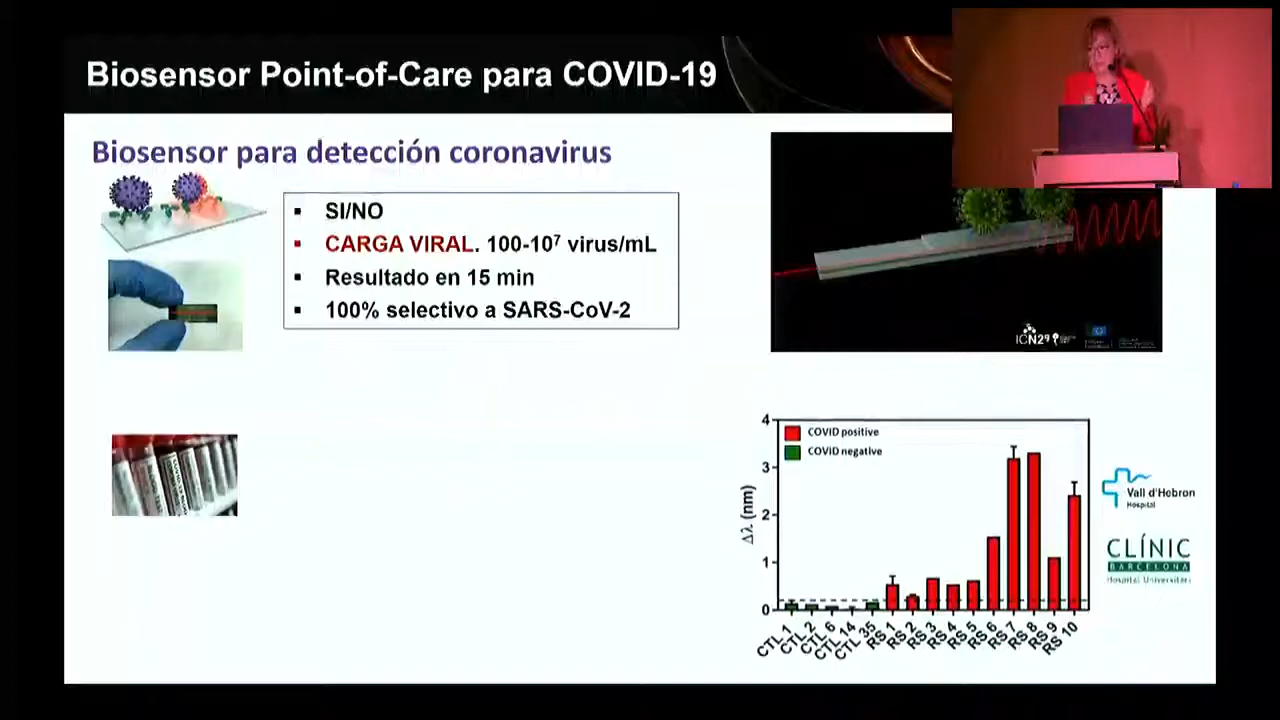 Biosensor Point-of-Care para COVID-19
Biosensor para detección coronavirus
SI/NO
CARGA VIRAL. 100-10⁷ virus/mL
Resultado en 15 min
100% selectivo a SARS-CoV-2
ICN2
4
3
2
1
0
Δλ (nm)
COVID positive
COVID negative
CTL 1
CTL 2
CTL 6
CTL 14
CTL 35
RS 1
RS 2
RS 3
RS 4
RS 5
RS 6
RS 7
RS 8
RS 9
RS 10
Vall d'Hebron
Hospital
CLÍNIC
BARCELONA
Hospital Universitari